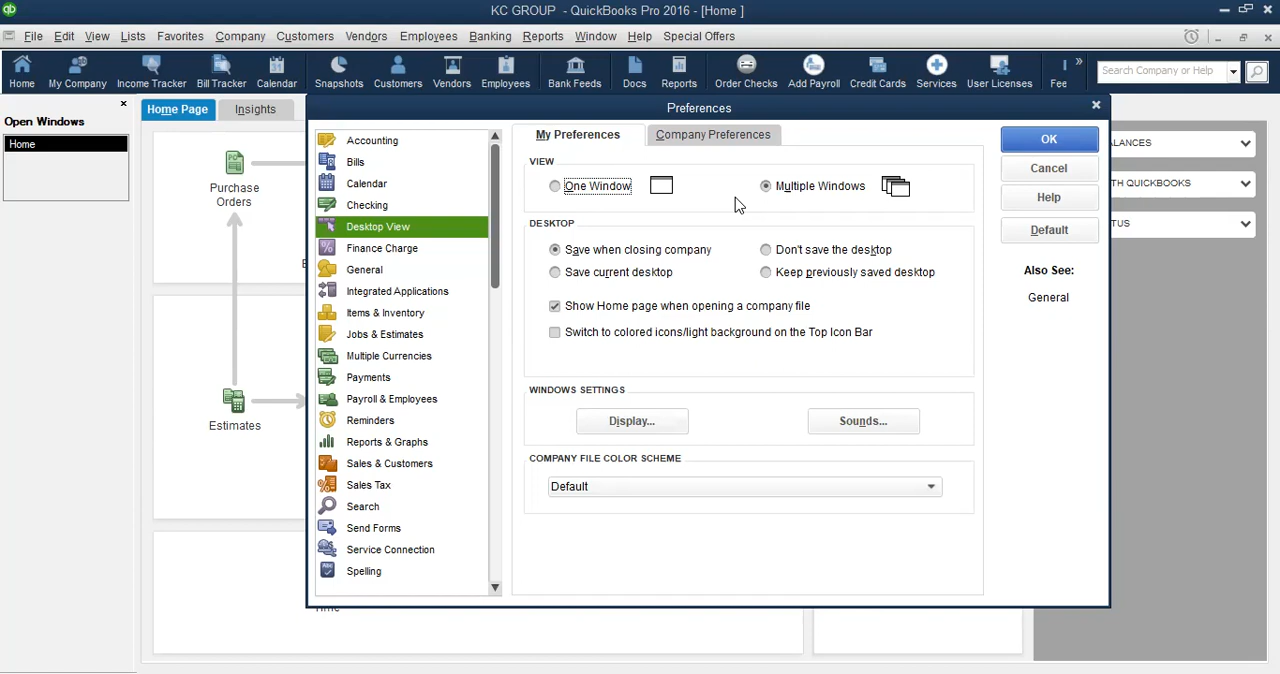 qb
KC GROUP - QuickBooks Pro 2016 - [Home ]
File Edit View Lists Favorites Company Customers Vendors Employees Banking Reports Window Help Special Offers
Home My Company Income Tracker Bill Tracker Calendar Snapshots Customers Vendors Employees Bank Feeds Docs Reports Order Checks Add Payroll Credit Cards Services User Licenses Fee » Search Company or Help
Open Windows
Home
Home Page Insights
Purchase
Orders
Estimates
Preferences
Accounting
Bills
Calendar
Checking
Desktop View
Finance Charge
General
Integrated Applications
Items & Inventory
Jobs & Estimates
Multiple Currencies
Payments
Payroll & Employees
Reminders
Reports & Graphs
Sales & Customers
Sales Tax
Search
Send Forms
Service Connection
Spelling
My Preferences Company Preferences
VIEW
One Window Multiple Windows
DESKTOP
Save when closing company Don't save the desktop
Save current desktop Keep previously saved desktop
Show Home page when opening a company file
Switch to colored icons/light background on the Top Icon Bar
WINDOWS SETTINGS
Display... Sounds...
COMPANY FILE COLOR SCHEME
Default
OK
Cancel
Help
Default
Also See:
General
ALANCES
TH QUICKBOOKS
TUS